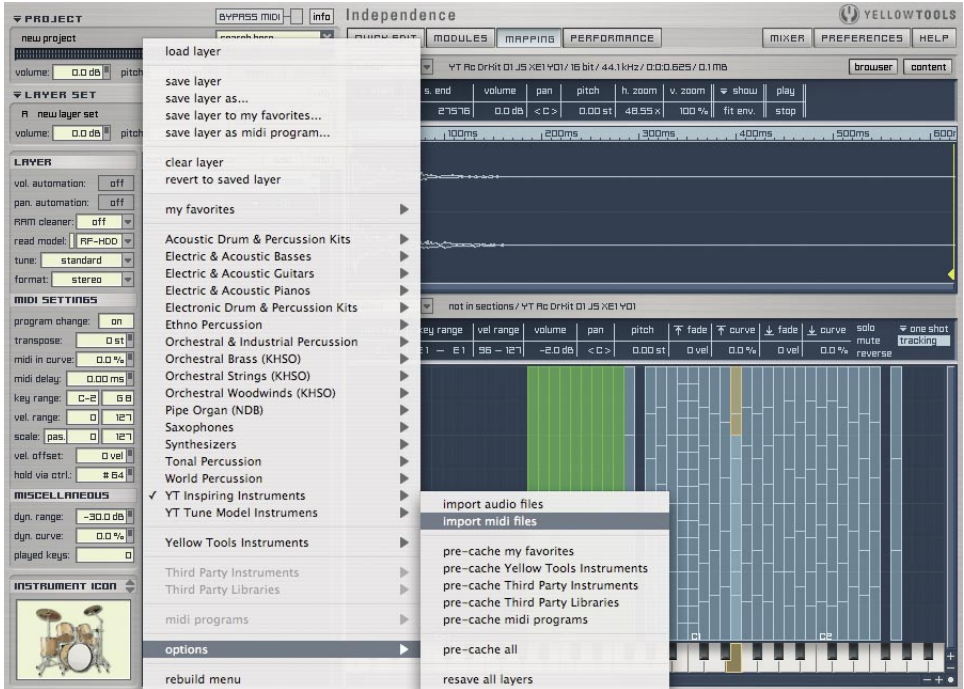 PROJECT
BYPASS MIDI
info
Independence
YELLOWTOOLS
new project
search here
QUICK EDIT
MODULES
MAPPING
PERFORMANCE
MIXER
PREFERENCES
HELP
volume: 0.0 dB pitch
YT Ac DrKit 01 J5 XE1 Y01 / 16 bit / 44.1 kHz / 0:0:0.625 / 0.1 MB
browser
content
LAYER SET
A new layer set
volume: 0.0 dB pitch
s. end volume pan pitch h. zoom v. zoom show play
27576 0.0 dB < C > 0.00 st 48.55 x 100 % fit env. stop
100ms 200ms 300ms 400ms 500ms
LAYER
vol. automation: off
pan. automation: off
RAM cleaner: off
read model: RF-HDD
tune: standard
format: stereo
MIDI SETTINGS
program change: on
transpose: 0 st
midi in curve: 0.0 %
midi delay: 0.00 ms
key range: C-2 G8
vel. range: 0 127
scale: pas. 0 127
vel. offset: 0 vel
hold via ctrl.: # 64
MISCELLANEOUS
dyn. range: -30.0 dB
dyn. curve: 0.0 %
played keys: 0
INSTRUMENT ICON
load layer
save layer
save layer as...
save layer to my favorites...
save layer as midi program...
clear layer
revert to saved layer
my favorites
Acoustic Drum & Percussion Kits
Electric & Acoustic Basses
Electric & Acoustic Guitars
Electric & Acoustic Pianos
Electronic Drum & Percussion Kits
Ethno Percussion
Orchestral & Industrial Percussion
Orchestral Brass (KHSO)
Orchestral Strings (KHSO)
Orchestral Woodwinds (KHSO)
Pipe Organ (NDB)
Saxophones
Synthesizers
Tonal Percussion
World Percussion
✓ YT Inspiring Instruments
YT Tune Model Instrumens
Yellow Tools Instruments
Third Party Instruments
Third Party Libraries
midi programs
options
rebuild menu
not in sections / YT Ac DrKit 01 J5 XE1 Y01
key range vel range volume pan pitch fade curve fade curve solo one shot
E1 — E1 96 — 127 -2.0 dB < C > 0.00 st 0 vel 0.0 % 0 vel 0.0 % mute tracking
reverse
import audio files
import midi files
pre-cache my favorites
pre-cache Yellow Tools Instruments
pre-cache Third Party Instruments
pre-cache Third Party Libraries
pre-cache midi programs
pre-cache all
resave all layers
C1
C2